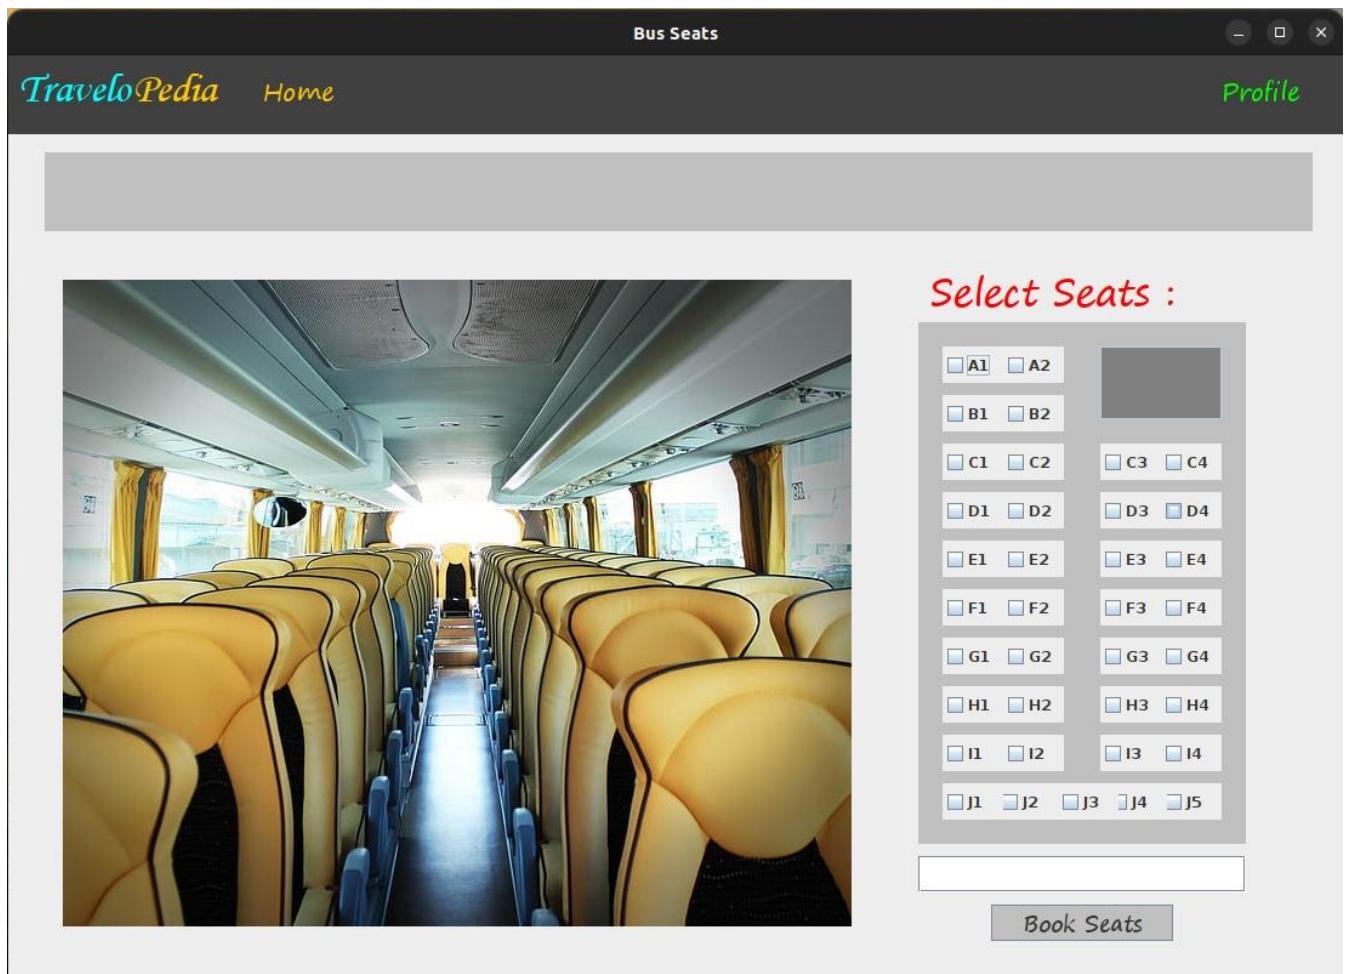 Bus Seats
TraveloPedia Home Profile
Select Seats :
A1 A2
B1 B2
C1 C2 C3 C4
D1 D2 D3 D4
E1 E2 E3 E4
F1 F2 F3 F4
G1 G2 G3 G4
H1 H2 H3 H4
I1 I2 I3 I4
J1 J2 J3 J4 J5
Book Seats